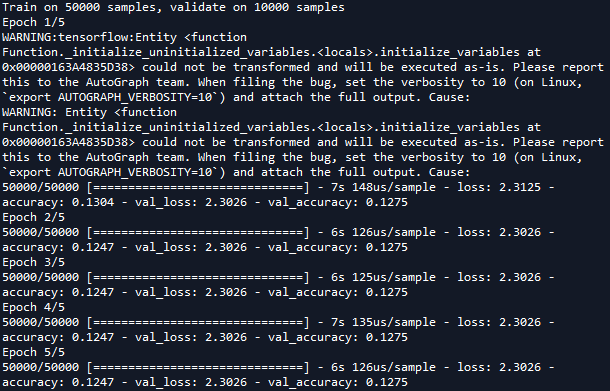 Train on 50000 samples, validate on 10000 samples
Epoch 1/5
WARNING:tensorflow:Entity <function
Function._initialize_uninitialized_variables.<locals>.initialize_variables at
0x00000163A4835D38> could not be transformed and will be executed as-is. Please report
this to the AutoGraph team. When filing the bug, set the verbosity to 10 (on Linux,
`export AUTOGRAPH_VERBOSITY=10`) and attach the full output. Cause:
WARNING: Entity <function
Function._initialize_uninitialized_variables.<locals>.initialize_variables at
0x00000163A4835D38> could not be transformed and will be executed as-is. Please report
this to the AutoGraph team. When filing the bug, set the verbosity to 10 (on Linux,
`export AUTOGRAPH_VERBOSITY=10`) and attach the full output. Cause:
50000/50000 [==============================] - 7s 148us/sample - loss: 2.3125 -
accuracy: 0.1304 - val_loss: 2.3026 - val_accuracy: 0.1275
Epoch 2/5
50000/50000 [==============================] - 6s 126us/sample - loss: 2.3026 -
accuracy: 0.1247 - val_loss: 2.3026 - val_accuracy: 0.1275
Epoch 3/5
50000/50000 [==============================] - 6s 125us/sample - loss: 2.3026 -
accuracy: 0.1247 - val_loss: 2.3026 - val_accuracy: 0.1275
Epoch 4/5
50000/50000 [==============================] - 7s 135us/sample - loss: 2.3026 -
accuracy: 0.1247 - val_loss: 2.3026 - val_accuracy: 0.1275
Epoch 5/5
50000/50000 [==============================] - 6s 126us/sample - loss: 2.3026 -
accuracy: 0.1247 - val_loss: 2.3026 - val_accuracy: 0.1275